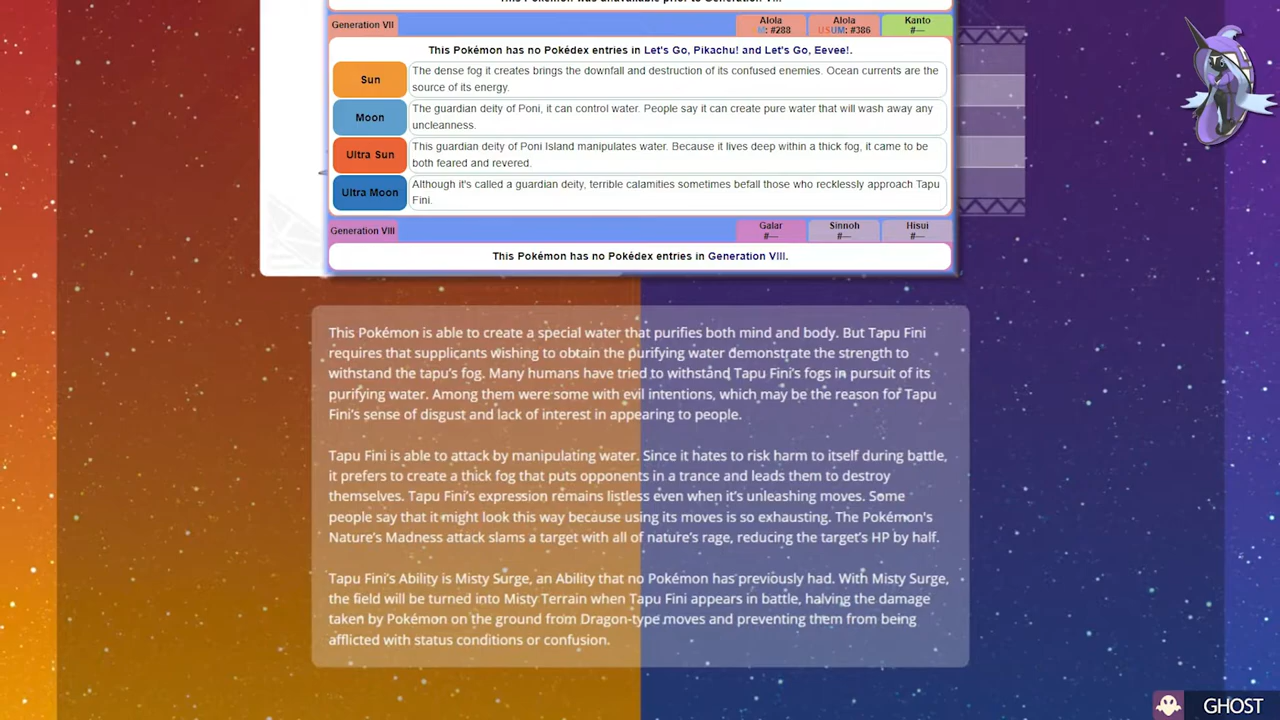 This Pokémon was unavailable prior to Generation VII.
Generation VII
Alola
M: #288
Alola
USUM: #386
Kanto
#—
This Pokémon has no Pokédex entries in Let's Go, Pikachu! and Let's Go, Eevee!.
Sun
The dense fog it creates brings the downfall and destruction of its confused enemies. Ocean currents are the
source of its energy.
Moon
The guardian deity of Poni, it can control water. People say it can create pure water that will wash away any
uncleanness.
Ultra Sun
This guardian deity of Poni Island manipulates water. Because it lives deep within a thick fog, it came to be
both feared and revered.
Ultra Moon
Although it's called a guardian deity, terrible calamities sometimes befall those who recklessly approach Tapu
Fini.
Generation VIII
Galar
#—
Sinnoh
#—
Hisui
#—
This Pokémon has no Pokédex entries in Generation VIII.
This Pokémon is able to create a special water that purifies both mind and body. But Tapu Fini
requires that supplicants wishing to obtain the purifying water demonstrate the strength to
withstand the tapu's fog. Many humans have tried to withstand Tapu Fini's fogs in pursuit of its
purifying water. Among them were some with evil intentions, which may be the reason for Tapu
Fini's sense of disgust and lack of interest in appearing to people.
Tapu Fini is able to attack by manipulating water. Since it hates to risk harm to itself during battle,
it prefers to create a thick fog that puts opponents in a trance and leads them to destroy
themselves. Tapu Fini's expression remains listless even when it's unleashing moves. Some
people say that it might look this way because using its moves is so exhausting. The Pokémon's
Nature's Madness attack slams a target with all of nature's rage, reducing the target's HP by half.
Tapu Fini's Ability is Misty Surge, an Ability that no Pokémon has previously had. With Misty Surge,
the field will be turned into Misty Terrain when Tapu Fini appears in battle, halving the damage
taken by Pokémon on the ground from Dragon-type moves and preventing them from being
afflicted with status conditions or confusion.
GHOST